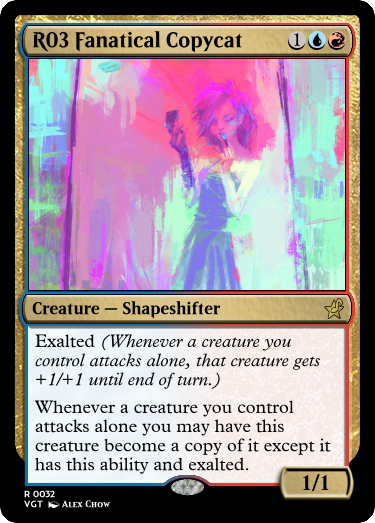 R03 Fanatical Copycat 1
Creature — Shapeshifter
Exalted (Whenever a creature you
control attacks alone, that creature gets
+1/+1 until end of turn.)
Whenever a creature you control
attacks alone you may have this
creature become a copy of it except it
has this ability and exalted.
1/1
R 0032
VGT Alex Chow